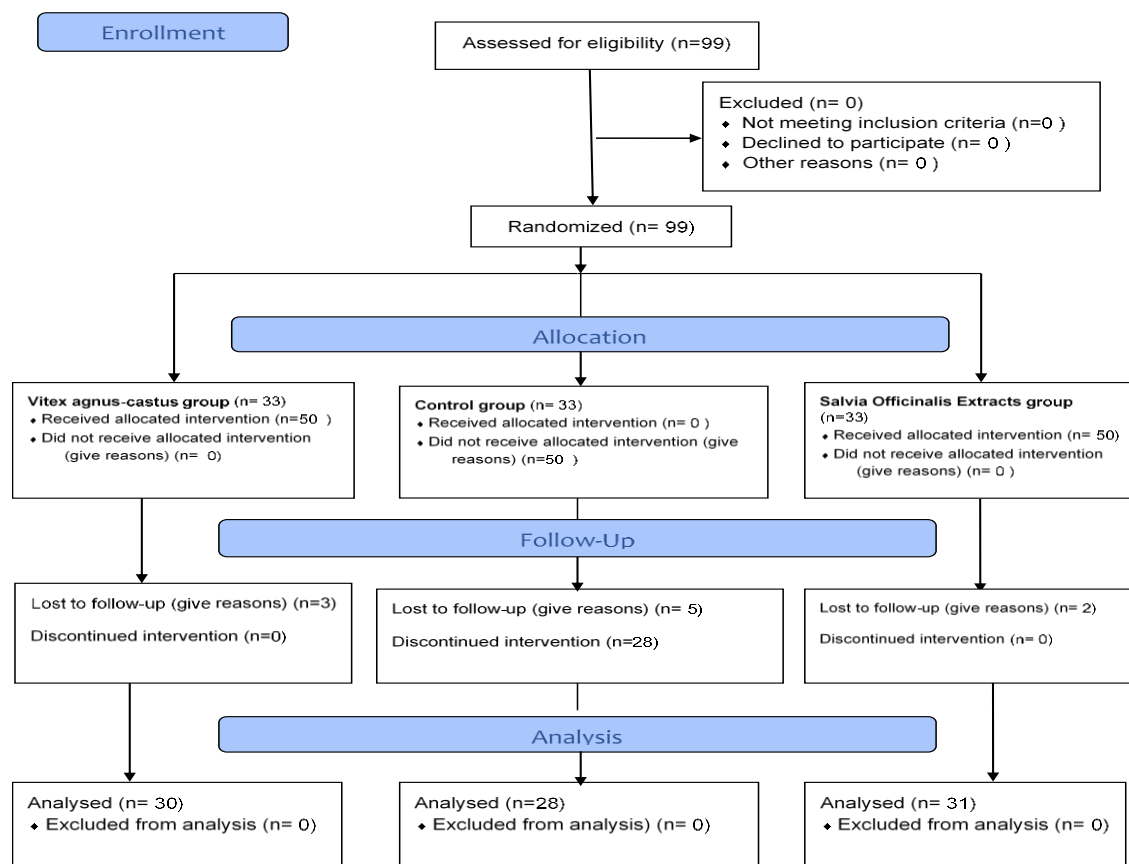 Enrollment
Assessed for eligibility (n=99)
Excluded (n= 0)
⬥ Not meeting inclusion criteria (n=0 )
⬥ Declined to participate (n= 0 )
⬥ Other reasons (n= 0 )
Randomized (n= 99)
Allocation
Vitex agnus-castus group (n= 33)
⬥ Received allocated intervention (n=50 )
⬥ Did not receive allocated intervention
(give reasons) (n= 0)
Control group (n= 33)
⬥ Received allocated intervention (n= 0 )
⬥ Did not receive allocated intervention (give
reasons) (n=50 )
Salvia Officinalis Extracts group
(n=33)
⬥ Received allocated intervention (n= 50)
⬥ Did not receive allocated intervention
(give reasons) (n= 0 )
Follow-Up
Lost to follow-up (give reasons) (n=3)
Discontinued intervention (n=0)
Lost to follow-up (give reasons) (n= 5)
Discontinued intervention (n=28)
Lost to follow-up (give reasons) (n= 2)
Discontinued intervention (n= 0)
Analysis
Analysed (n= 30)
⬥ Excluded from analysis (n= 0)
Analysed (n=28)
⬥ Excluded from analysis) (n= 0)
Analysed (n= 31)
⬥ Excluded from analysis (n= 0)